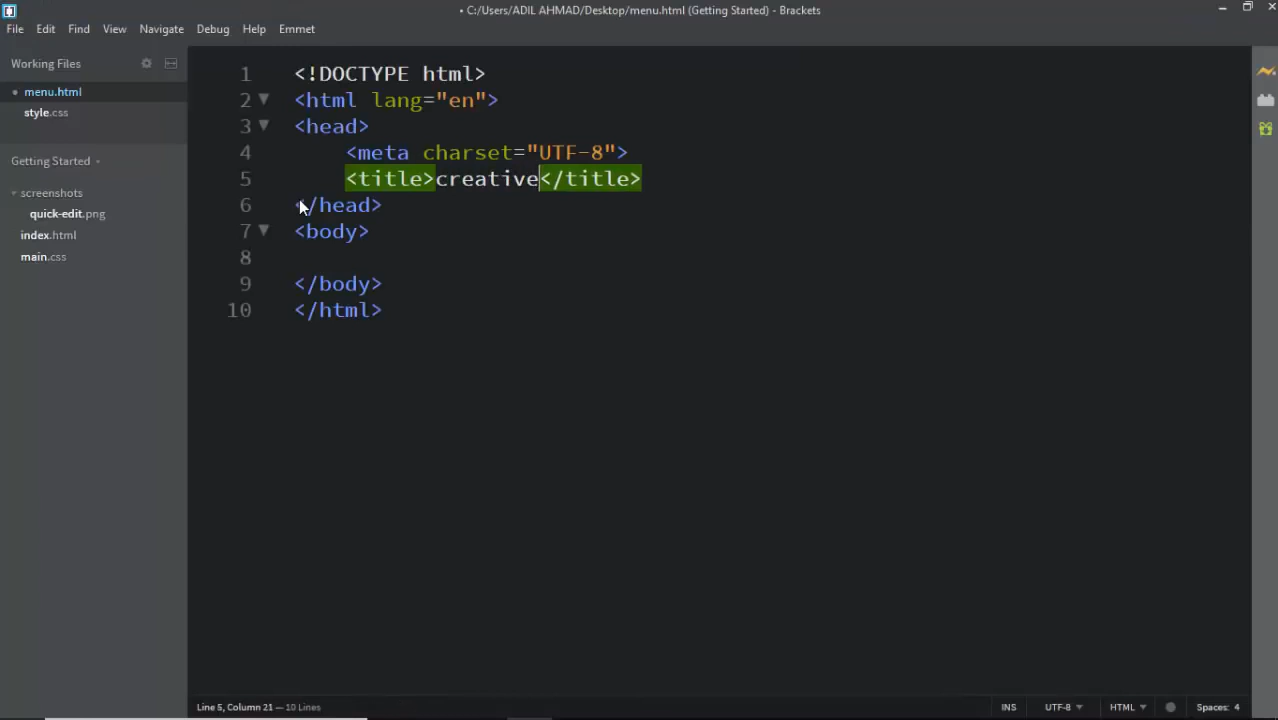 • C:/Users/ADIL AHMAD/Desktop/menu.html (Getting Started) - Brackets
File Edit Find View Navigate Debug Help Emmet
Working Files
menu.html
style.css
Getting Started
screenshots
quick-edit.png
index.html
main.css
1 <!DOCTYPE html>
2 <html lang="en">
3 <head>
4 <meta charset="UTF-8">
5 <title>creative</title>
6 </head>
7 <body>
8
9 </body>
10 </html>
Line 5, Column 21 — 10 Lines INS UTF-8 HTML Spaces: 4